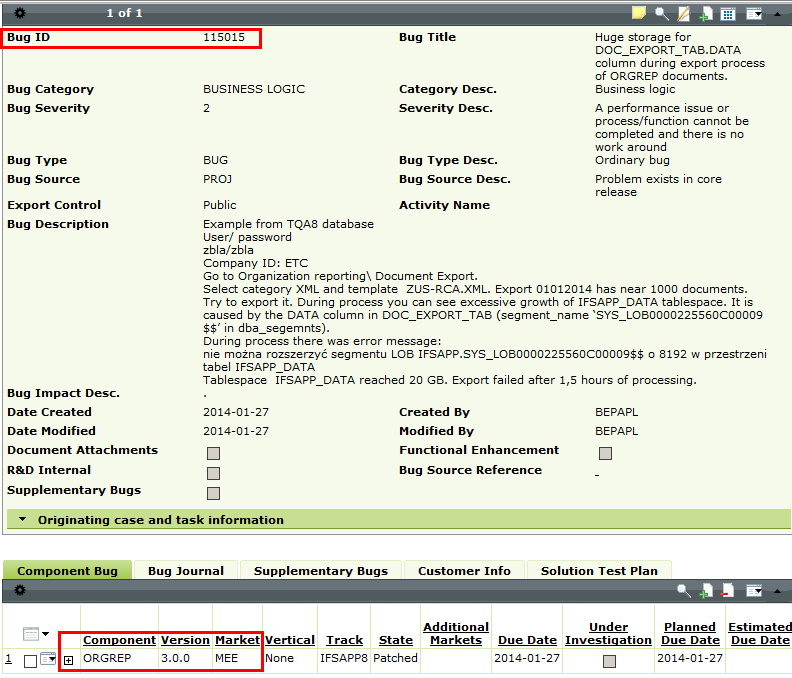 1 of 1
Bug ID 115015 Bug Title Huge storage for
DOC_EXPORT_TAB.DATA
column during export process
of ORGREP documents.
Bug Category BUSINESS LOGIC Category Desc. Business logic
Bug Severity 2 Severity Desc. A performance issue or
process/function cannot be
completed and there is no
work around
Bug Type BUG Bug Type Desc. Ordinary bug
Bug Source PROJ Bug Source Desc. Problem exists in core
release
Export Control Public Activity Name
Bug Description Example from TQA8 database
User/ password
zbla/zbla
Company ID: ETC
Go to Organization reporting\ Document Export.
Select category XML and template  ZUS-RCA.XML. Export 01012014 has near 1000 documents.
Try to export it. During process you can see excessive growth of IFSAPP_DATA tablespace. It is
caused by the DATA column in DOC_EXPORT_TAB (segment_name ‘SYS_LOB0000225560C00009
$$’ in dba_segemnts).
During process there was error message:
nie można rozszerzyć segmentu LOB IFSAPP.SYS_LOB0000225560C00009$$ o 8192 w przestrzeni
tabel IFSAPP_DATA
Tablespace  IFSAPP_DATA reached 20 GB. Export failed after 1,5 hours of processing.
Bug Impact Desc. .
Date Created 2014-01-27 Created By BEPAPL
Date Modified 2014-01-27 Modified By BEPAPL
Document Attachments Functional Enhancement
R&D Internal Bug Source Reference -
Supplementary Bugs
Originating case and task information
Component Bug Bug Journal Supplementary Bugs Customer Info Solution Test Plan
Component Version Market Vertical Track State Additional Markets Due Date Under Investigation Planned Due Date Estimated Due Date
1 ORGREP 3.0.0 MEE None IFSAPP8 Patched 2014-01-27 2014-01-27